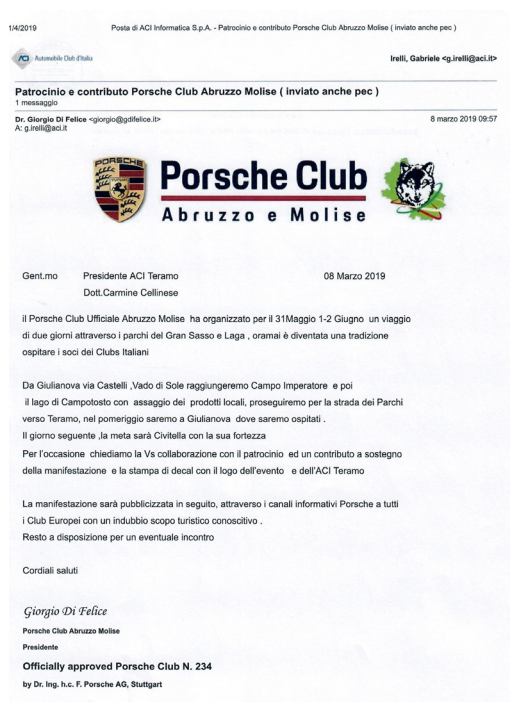 1/4/2019
Posta di ACI Informatica S.p.A. - Patrocinio e contributo Porsche Club Abruzzo Molise ( inviato anche pec )
ACI Automobile Club d'Italia
Irelli, Gabriele <g.irelli@aci.it>
Patrocinio e contributo Porsche Club Abruzzo Molise ( inviato anche pec )
1 messaggio
Dr. Giorgio Di Felice <giorgio@gdifelice.it>
8 marzo 2019 09:57
A: g.irelli@aci.it
PORSCHE
Porsche Club
Abruzzo e Molise
Gent.mo Presidente ACI Teramo 08 Marzo 2019
Dott.Carmine Cellinese
il Porsche Club Ufficiale Abruzzo Molise ha organizzato per il 31Maggio 1-2 Giugno un viaggio
di due giorni attraverso i parchi del Gran Sasso e Laga , oramai è diventata una tradizione
ospitare i soci dei Clubs Italiani
Da Giulianova via Castelli ,Vado di Sole raggiungeremo Campo Imperatore e poi
il lago di Campotosto con assaggio dei prodotti locali, proseguiremo per la strada dei Parchi
verso Teramo, nel pomeriggio saremo a Giulianova dove saremo ospitati .
Il giorno seguente ,la meta sarà Civitella con la sua fortezza
Per l'occasione chiediamo la Vs collaborazione con il patrocinio ed un contributo a sostegno
della manifestazione e la stampa di decal con il logo dell'evento e dell'ACI Teramo
La manifestazione sarà pubblicizzata in seguito, attraverso i canali informativi Porsche a tutti
i Club Europei con un indubbio scopo turistico conoscitivo .
Resto a disposizione per un eventuale incontro
Cordiali saluti
Giorgio Di Felice
Porsche Club Abruzzo Molise
Presidente
Officially approved Porsche Club N. 234
by Dr. Ing. h.c. F. Porsche AG, Stuttgart